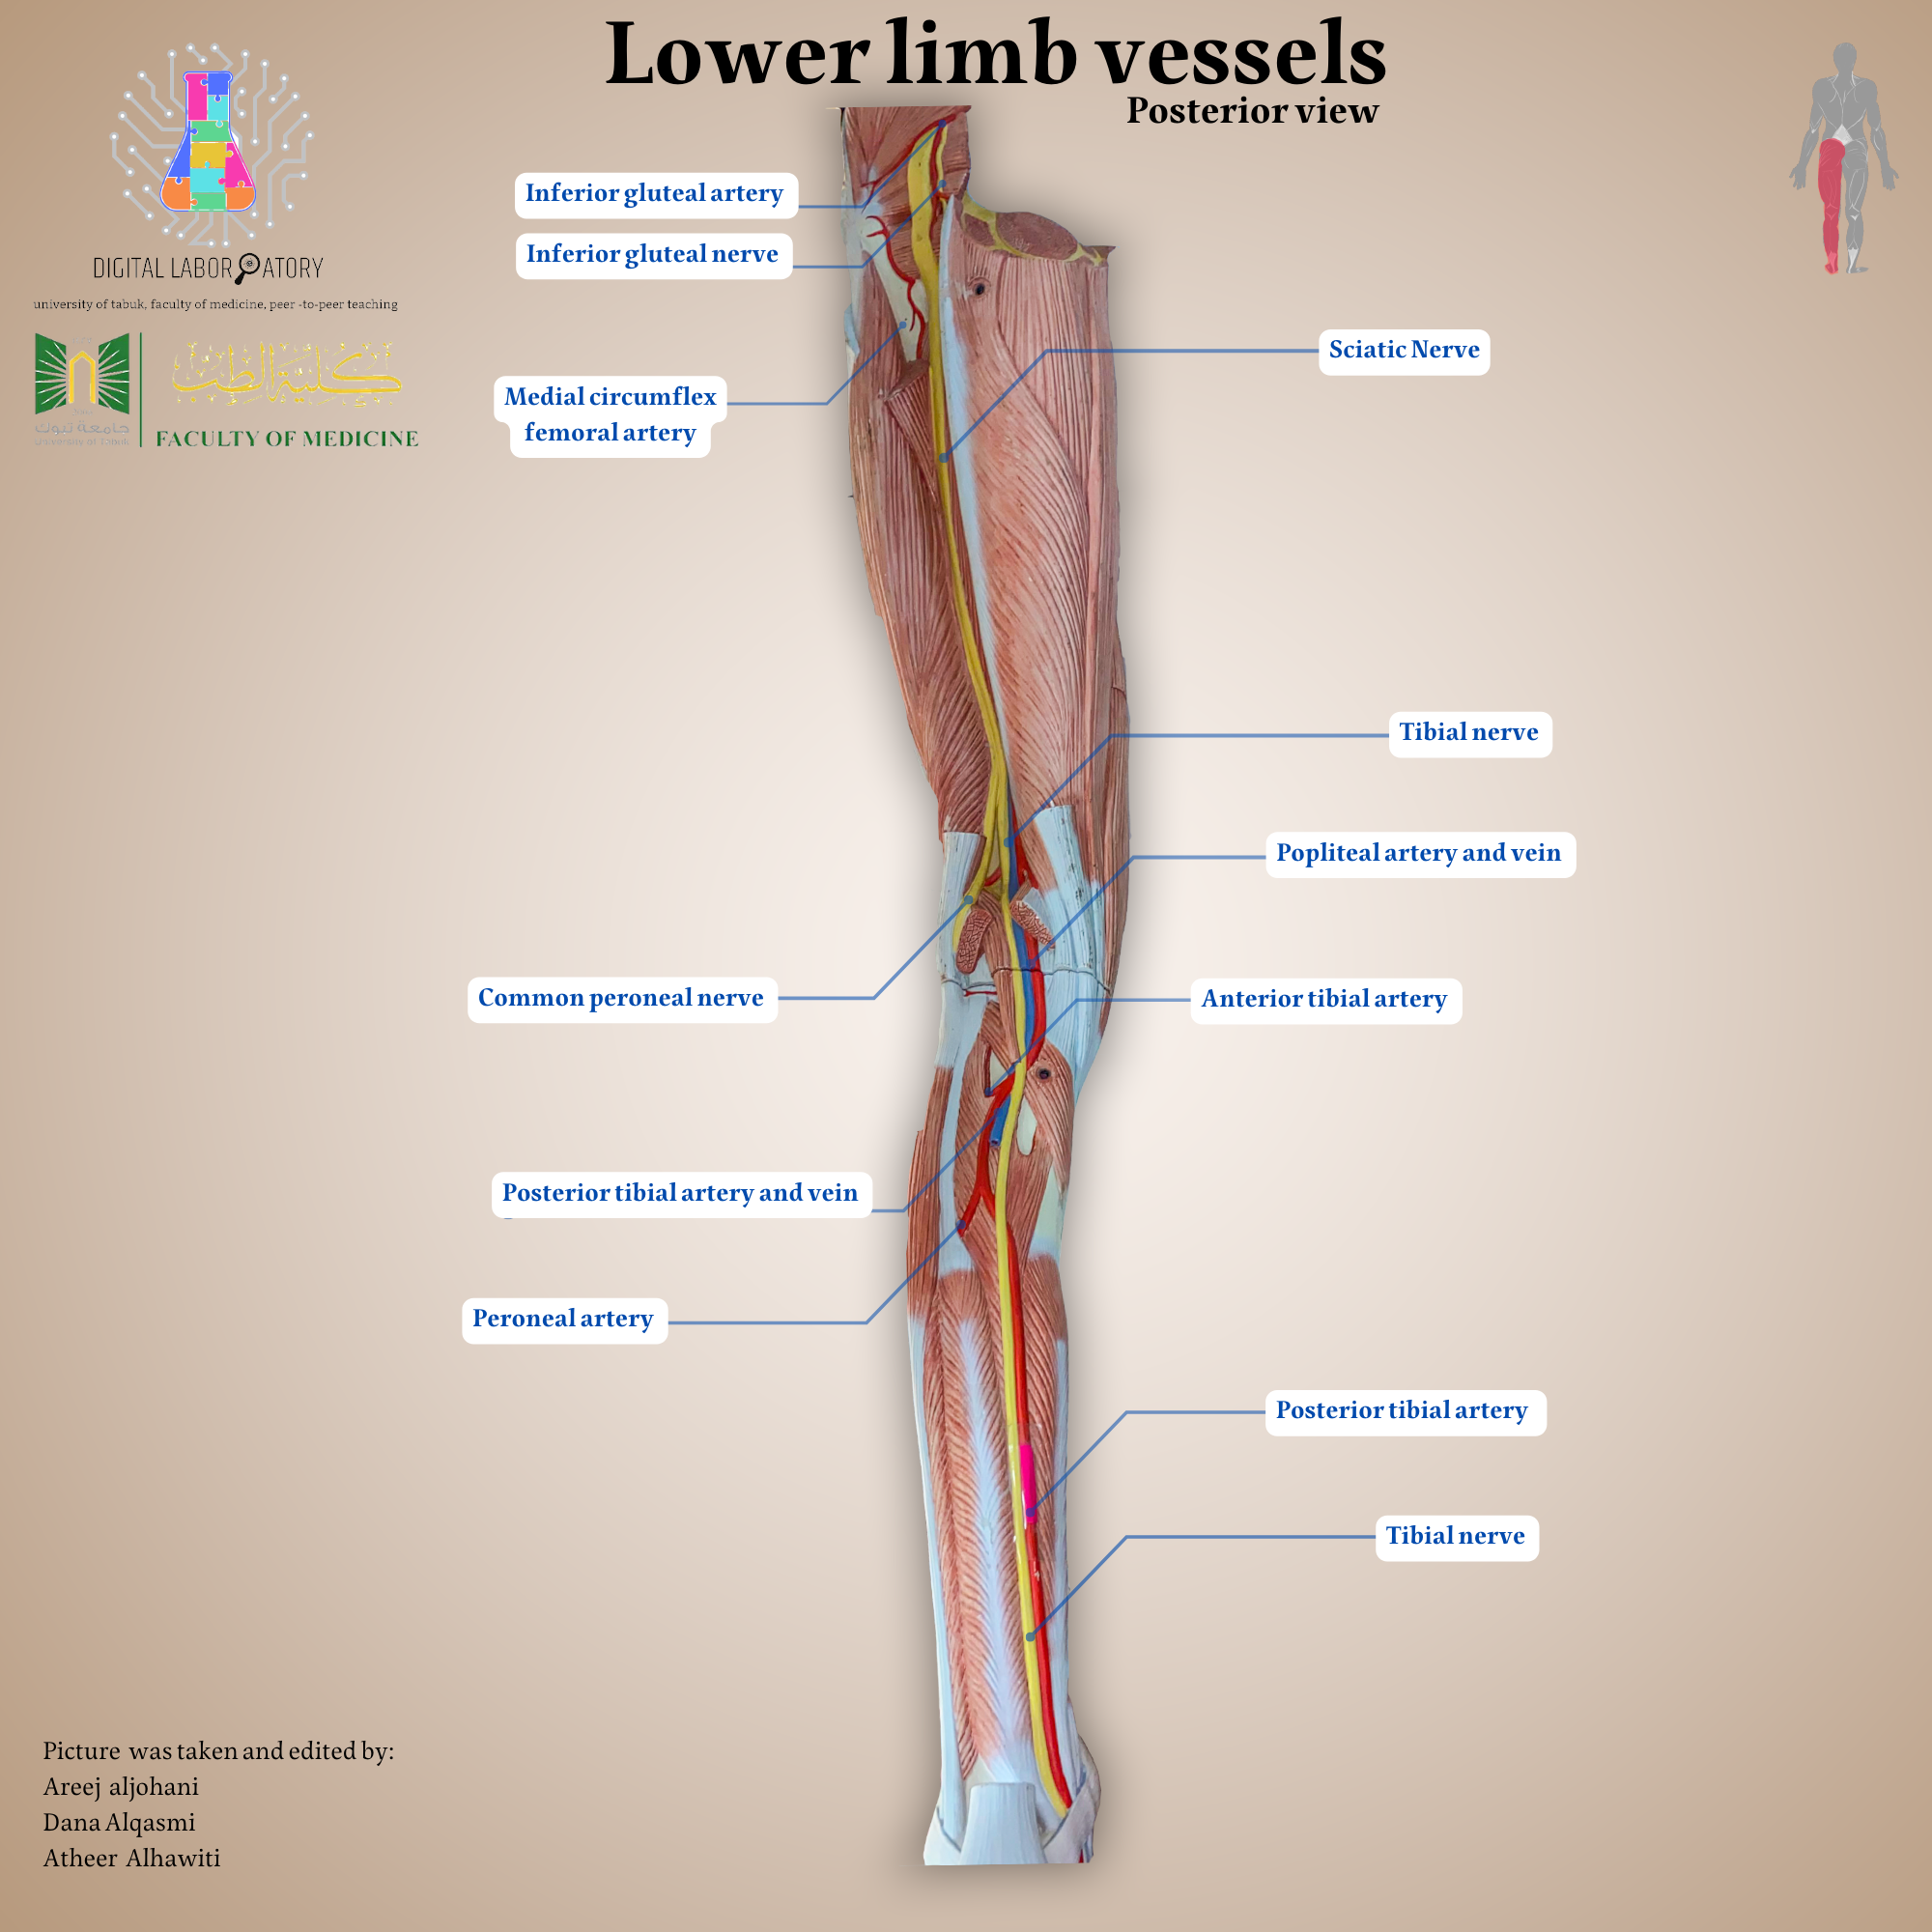 Lower limb vessels
Posterior view
DIGITAL LABORATORY
university of tabuk, faculty of medicine, peer -to-peer teaching
كلية الطب
جامعة تبوك
University of Tabuk
FACULTY OF MEDICINE
Inferior gluteal artery
Inferior gluteal nerve
Medial circumflex
femoral artery
Sciatic Nerve
Tibial nerve
Popliteal artery and vein
Common peroneal nerve
Anterior tibial artery
Posterior tibial artery and vein
Peroneal artery
Posterior tibial artery
Tibial nerve
Picture was taken and edited by:
Areej aljohani
Dana Alqasmi
Atheer Alhawiti